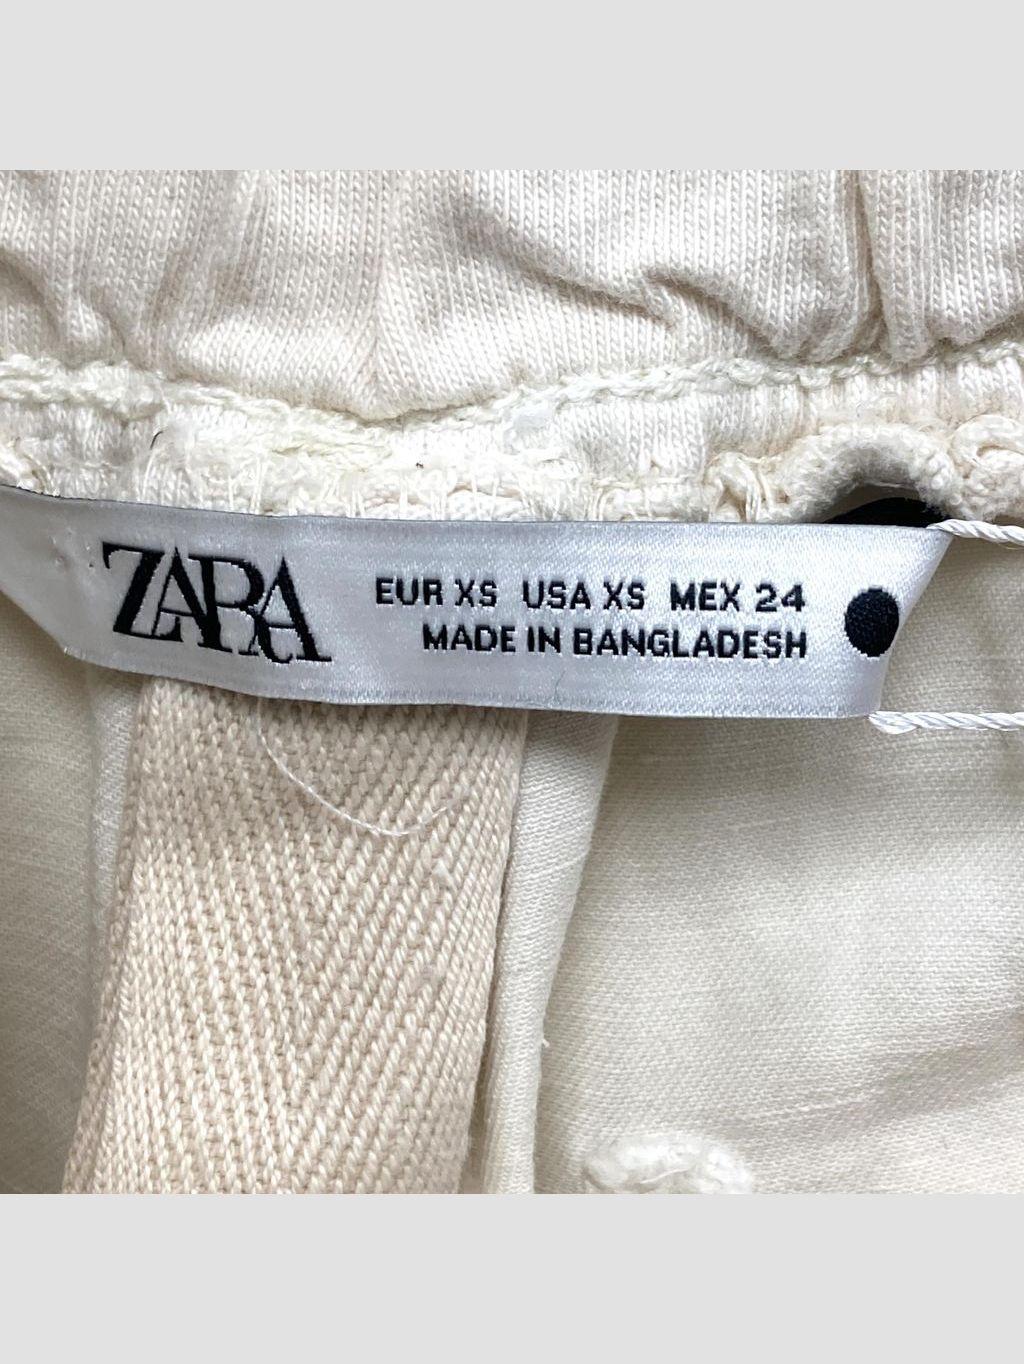 ZARA
EUR XS USA XS MEX 24
MADE IN BANGLADESH